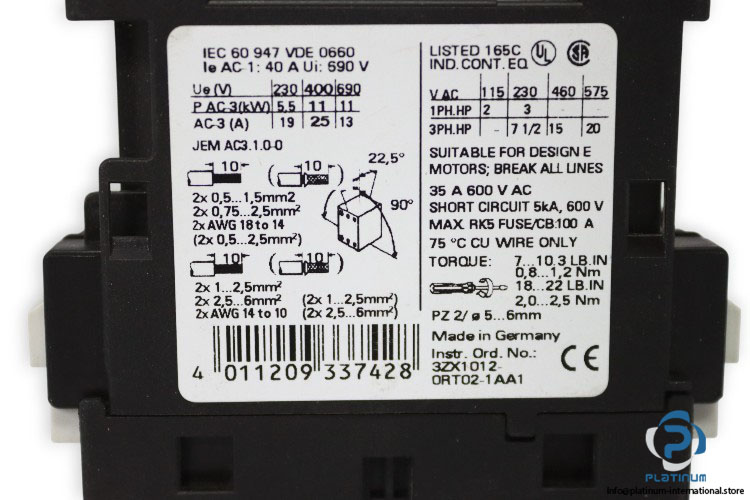 IEC 60 947 VDE 0660
Ie AC 1: 40 A Ui: 690 V
Ue (V) 230 400 690
P AC-3(kW) 5,5 11 11
AC-3 (A) 19 25 13
JEM AC3.1.0-0
10 10
22,5°
90°
2x 0,5...1,5mm2
2x 0,75...2,5mm²
2x AWG 18 to 14
(2x 0,5...2,5mm²)
10 10
2x 1...2,5mm²
2x 2,5...6mm² (2x 1...2,5mm²)
2x AWG 14 to 10 (2x 2,5...6mm²)
4 011209 337428
LISTED 165C UL SA
IND. CONT. EQ
V AC 115 230 460 575
1PH.HP 2 3
3PH.HP - 7 1/2 15 20
SUITABLE FOR DESIGN E
MOTORS; BREAK ALL LINES
35 A 600 V AC
SHORT CIRCUIT 5kA, 600 V
MAX. RK5 FUSE/CB:100 A
75 °C CU WIRE ONLY
TORQUE: 7...10.3 LB.IN
0,8...1,2 Nm
18...22 LB.IN
2,0...2,5 Nm
PZ 2/ ø 5...6mm
Made in Germany
Instr. Ord. No.:
3ZX1012-
0RT02-1AA1
CE
PLATINUM
info@platinum-international.store